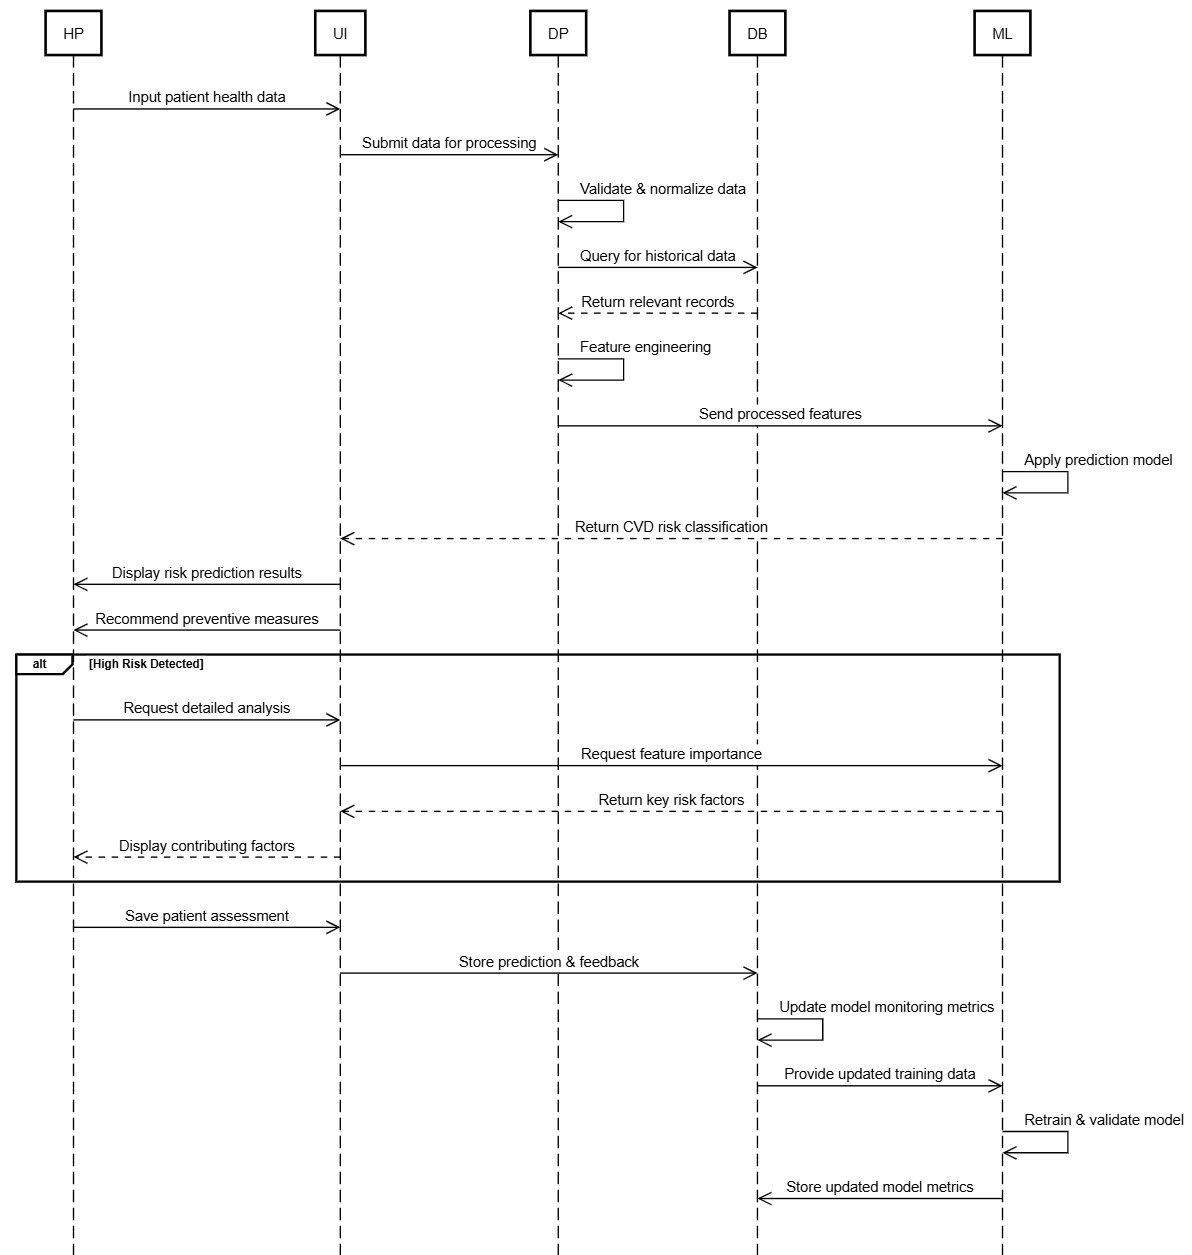 HP
UI
DP
DB
ML
Input patient health data
Submit data for processing
Validate & normalize data
Query for historical data
Return relevant records
Feature engineering
Send processed features
Apply prediction model
Return CVD risk classification
Display risk prediction results
Recommend preventive measures
alt
[High Risk Detected]
Request detailed analysis
Request feature importance
Return key risk factors
Display contributing factors
Save patient assessment
Store prediction & feedback
Update model monitoring metrics
Provide updated training data
Retrain & validate model
Store updated model metrics